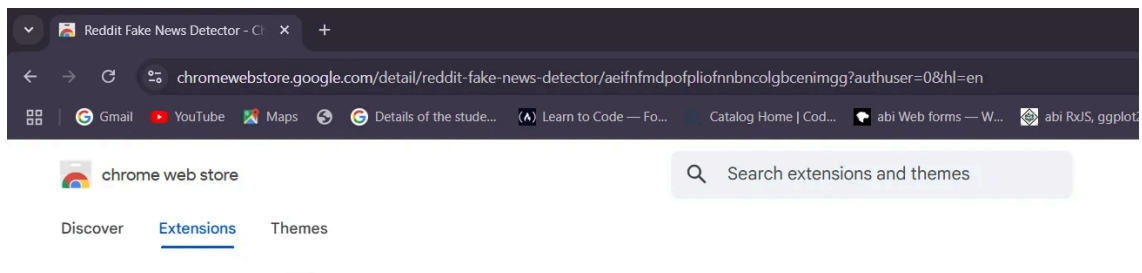 Reddit Fake News Detector - Ch
chromewebstore.google.com/detail/reddit-fake-news-detector/aeifnfmdpofpliofnnbncolgbcenimgg?authuser=0&hl=en
Gmail YouTube Maps Details of the stude... Learn to Code — Fo... Catalog Home | Cod... abi Web forms — W... abi RxJS, ggplot2
chrome web store Search extensions and themes
Discover Extensions Themes